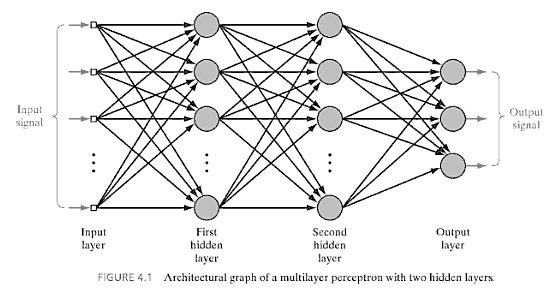 Input
signal
Output
signal
Input
layer
First
hidden
layer
Second
hidden
layer
Output
layer
FIGURE 4.1 Architectural graph of a multilayer perceptron with two hidden layers.